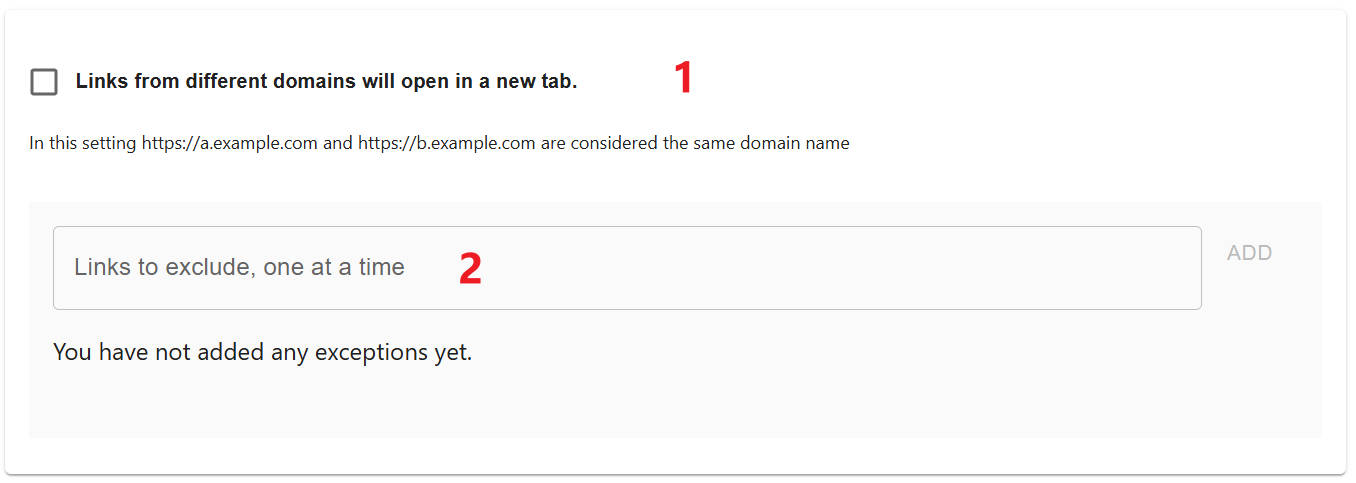 Links from different domains will open in a new tab.
1
In this setting https://a.example.com and https://b.example.com are considered the same domain name
Links to exclude, one at a time
2
ADD
You have not added any exceptions yet.